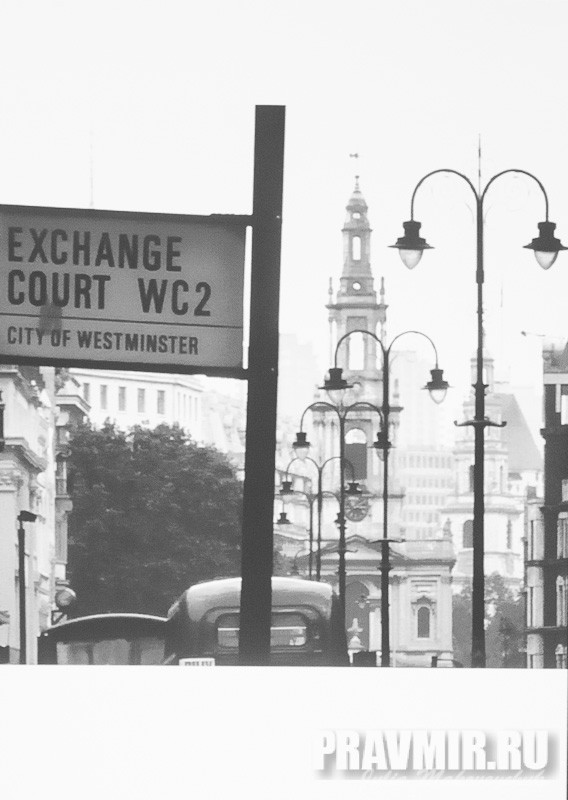 EXCHANGE
COURT WC2
CITY OF WESTMINSTER
PRAVMIR.RU